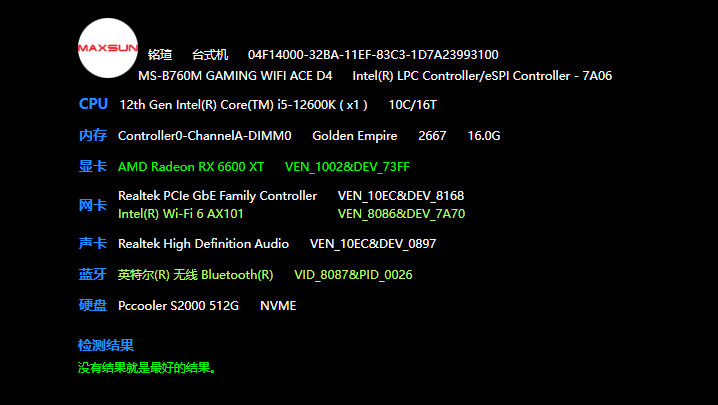 MAXSUN
铭瑄 台式机 04F14000-32BA-11EF-83C3-1D7A23993100
MS-B760M GAMING WIFI ACE D4 Intel(R) LPC Controller/eSPI Controller - 7A06
CPU 12th Gen Intel(R) Core(TM) i5-12600K ( x1 ) 10C/16T
内存 Controller0-ChannelA-DIMM0 Golden Empire 2667 16.0G
显卡 AMD Radeon RX 6600 XT VEN_1002&DEV_73FF
网卡 Realtek PCIe GbE Family Controller VEN_10EC&DEV_8168
Intel(R) Wi-Fi 6 AX101 VEN_8086&DEV_7A70
声卡 Realtek High Definition Audio VEN_10EC&DEV_0897
蓝牙 英特尔(R) 无线 Bluetooth(R) VID_8087&PID_0026
硬盘 Pccooler S2000 512G NVME
检测结果
没有结果就是最好的结果。